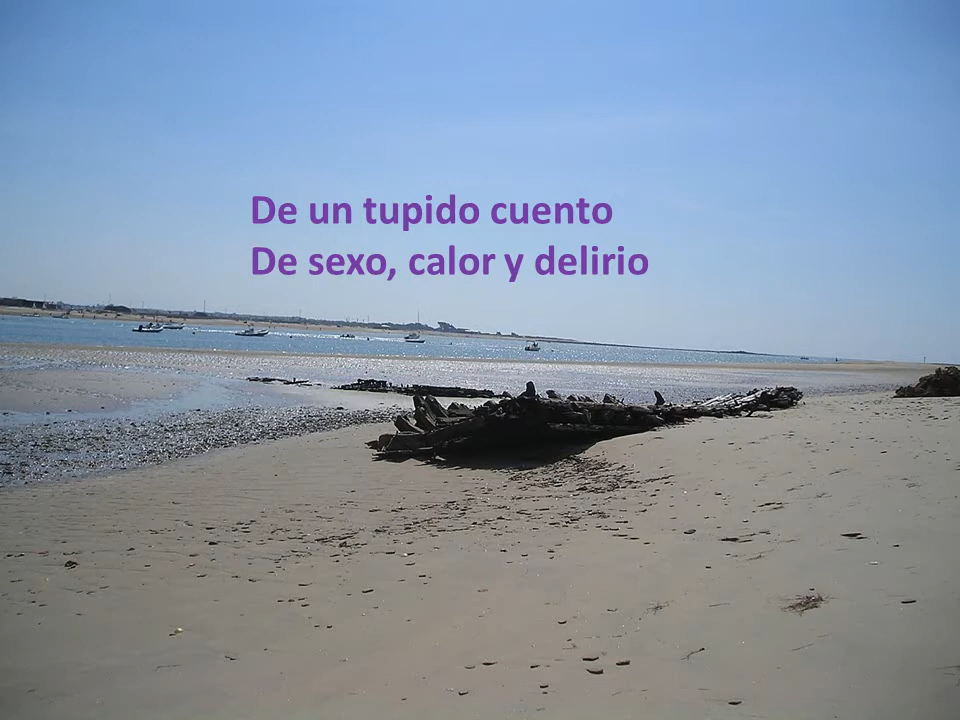 De un tupido cuento
De sexo, calor y delirio